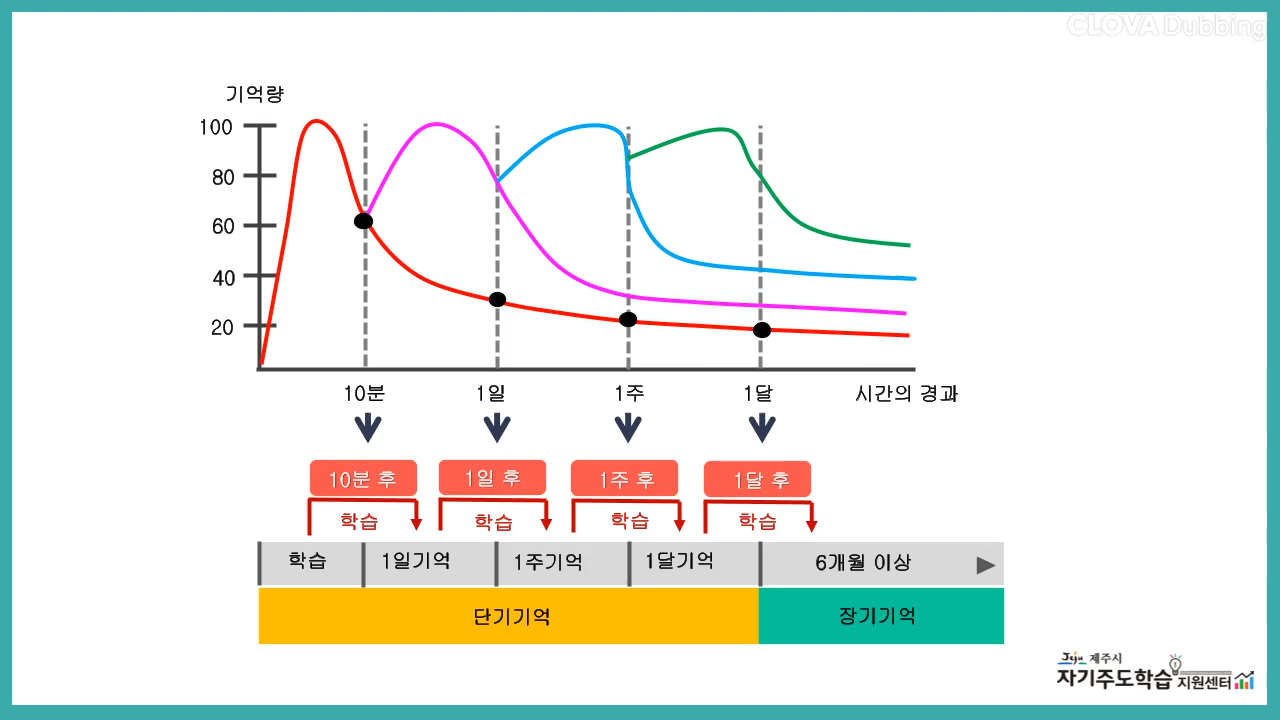 CLOVA Dubbing
기억량
100
80
60
40
20
10분 1일 1주 1달 시간의 경과
10분 후 1일 후 1주 후 1달 후
학습 학습 학습 학습
학습 1일기억 1주기억 1달기억 6개월 이상
단기기억 장기기억
Jeju 제주시
자기주도학습 지원센터